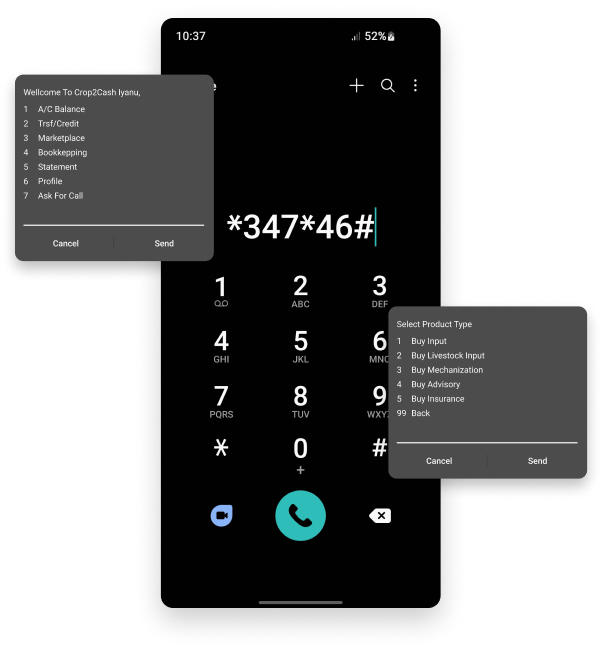 10:37
52%
Wellcome To Crop2Cash Iyanu,
1 A/C Balance
2 Trsf/Credit
3 Marketplace
4 Bookkepping
5 Statement
6 Profile
7 Ask For Call
Cancel Send
*347*46#
1
2 ABC
3 DEF
4 GHI
5 JKL
6 MNO
7 PQRS
8 TUV
9 WXYZ
*
0 +
#
Select Product Type
1 Buy Input
2 Buy Livestock Input
3 Buy Mechanization
4 Buy Advisory
5 Buy Insurance
99 Back
Cancel Send